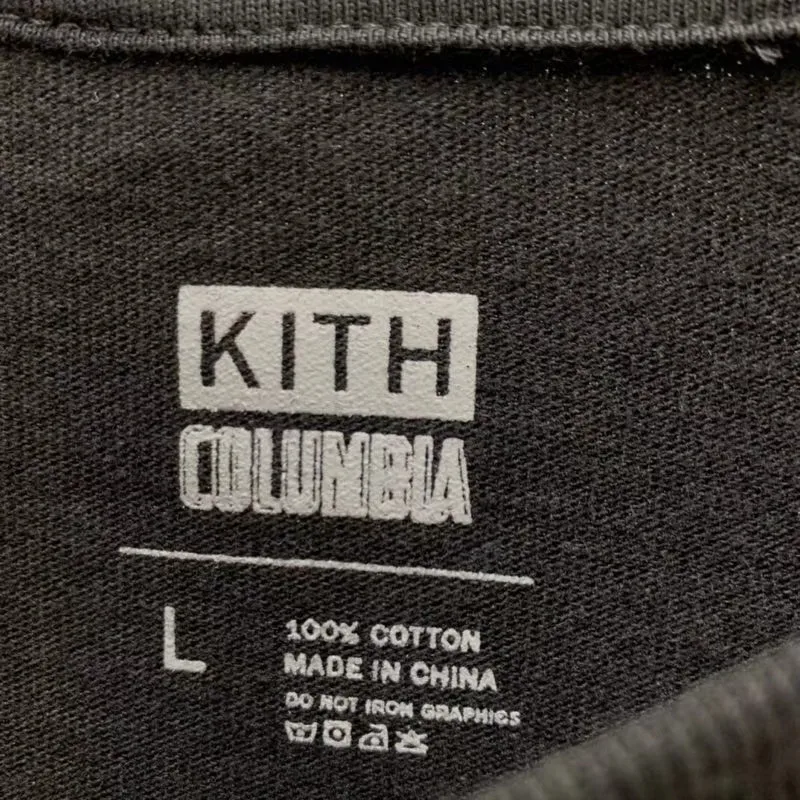 KITH
COLUMBIA
L
100% COTTON
MADE IN CHINA
DO NOT IRON GRAPHICS